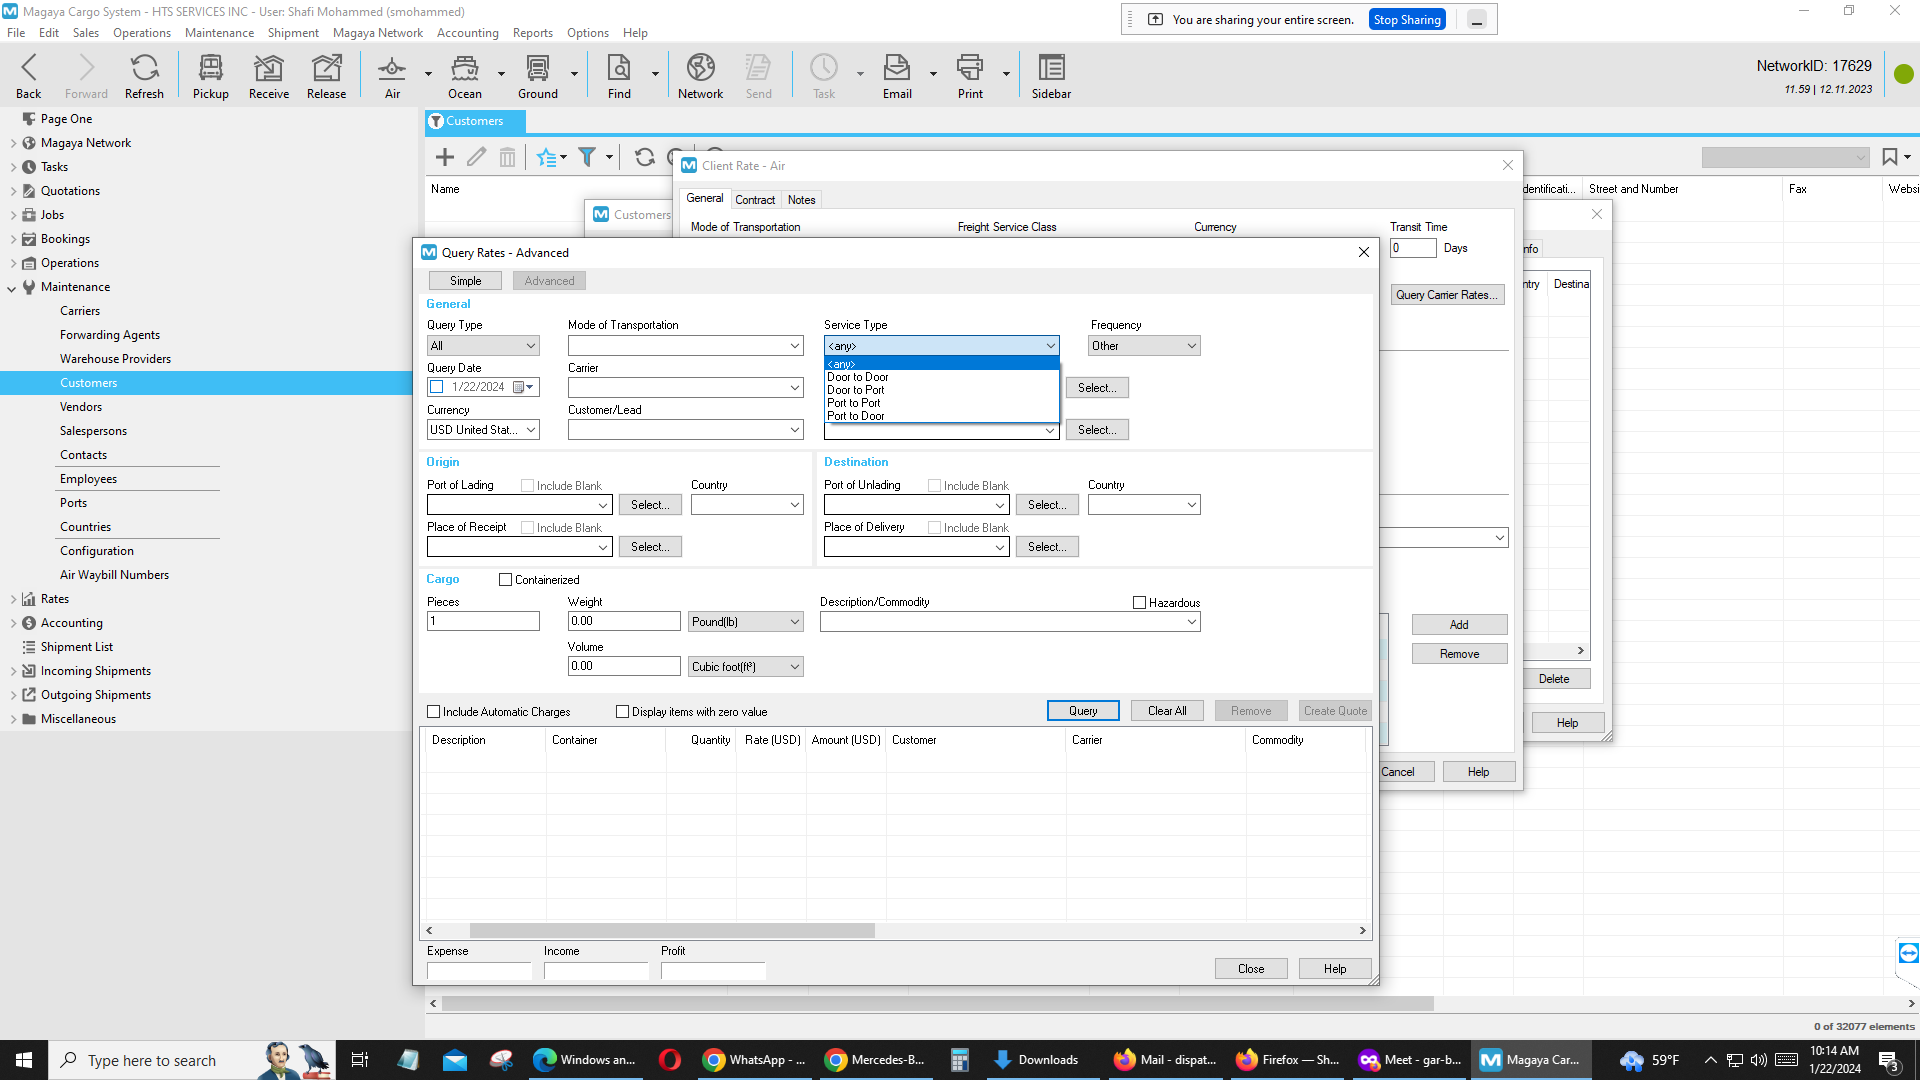 Magaya Cargo System - HTS SERVICES INC - User: Shafi Mohammed (smohammed)
You are sharing your entire screen.
Stop Sharing
File Edit Sales Operations Maintenance Shipment Magaya Network Accounting Reports Options Help
Back Forward Refresh Pickup Receive Release Air Ocean Ground Find Network Send Task Email Print Sidebar
NetworkID: 17629
11.59 | 12.11.2023
Page One
Magaya Network
Tasks
Quotations
Jobs
Bookings
Operations
Maintenance
Carriers
Forwarding Agents
Warehouse Providers
Customers
Vendors
Salespersons
Contacts
Employees
Ports
Countries
Configuration
Air Waybill Numbers
Rates
Accounting
Shipment List
Incoming Shipments
Outgoing Shipments
Miscellaneous
Customers
Name
dentificati... Street and Number Fax Websi
Customers
nfo
ntry Destina
Delete
Help
Client Rate - Air
General Contract Notes
Mode of Transportation Freight Service Class Currency Transit Time
0 Days
Query Carrier Rates...
Add
Remove
Cancel Help
Query Rates - Advanced
Simple Advanced
General
Query Type Mode of Transportation Service Type Frequency
All <any> Other
<any>
Door to Door
Door to Port
Port to Port
Port to Door
Query Date Carrier
1/22/2024 Select...
Currency Customer/Lead
USD United Stat... Select...
Origin Destination
Port of Lading Include Blank Country Port of Unlading Include Blank Country
Select... Select...
Place of Receipt Include Blank Place of Delivery Include Blank
Select... Select...
Cargo Containerized
Pieces Weight Description/Commodity Hazardous
1 0.00 Pound(lb)
Volume
0.00 Cubic foot(ft³)
Include Automatic Charges Display items with zero value Query Clear All Remove Create Quote
Description Container Quantity Rate (USD) Amount (USD) Customer Carrier Commodity
Expense Income Profit
Close Help
0 of 32077 elements
Type here to search
Windows an...
WhatsApp - ...
Mercedes-B...
Downloads
Mail - dispat...
Firefox — Sh...
Meet - gar-b...
Magaya Car...
59°F
10:14 AM
1/22/2024
3